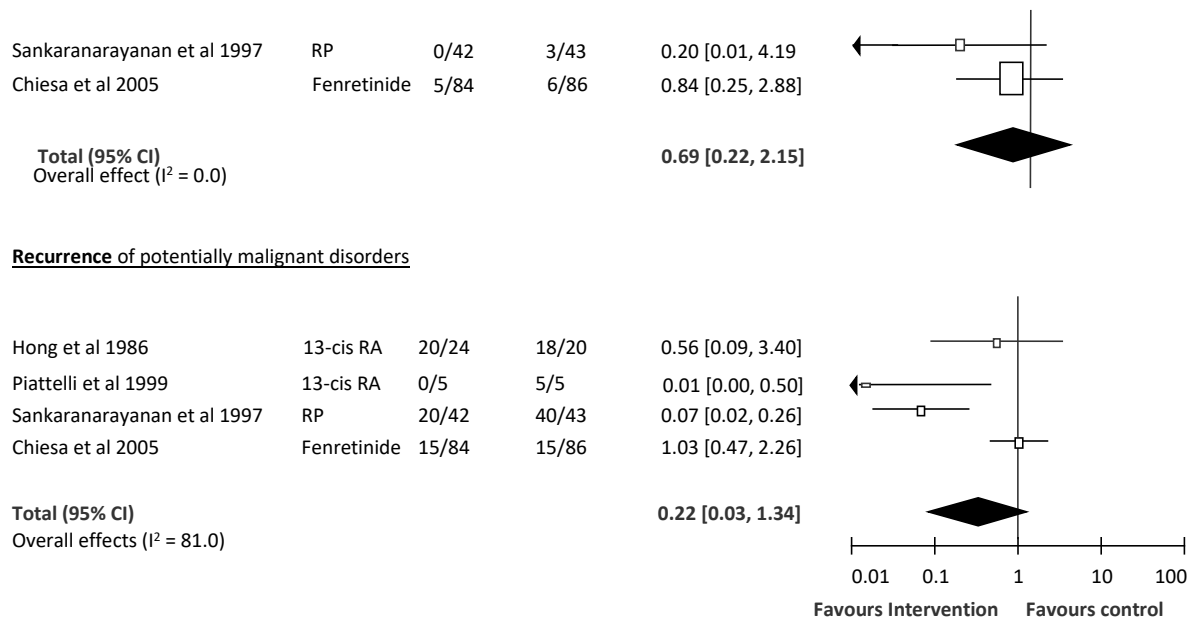 Sankaranarayanan et al 1997 RP 0/42 3/43 0.20 [0.01, 4.19
Chiesa et al 2005 Fenretinide 5/84 6/86 0.84 [0.25, 2.88]
Total (95% CI) 0.69 [0.22, 2.15]
Overall effect (I² = 0.0)
Recurrence of potentially malignant disorders
Hong et al 1986 13-cis RA 20/24 18/20 0.56 [0.09, 3.40]
Piattelli et al 1999 13-cis RA 0/5 5/5 0.01 [0.00, 0.50]
Sankaranarayanan et al 1997 RP 20/42 40/43 0.07 [0.02, 0.26]
Chiesa et al 2005 Fenretinide 15/84 15/86 1.03 [0.47, 2.26]
Total (95% CI) 0.22 [0.03, 1.34]
Overall effects (I² = 81.0)
0.01 0.1 1 10 100
Favours Intervention Favours control